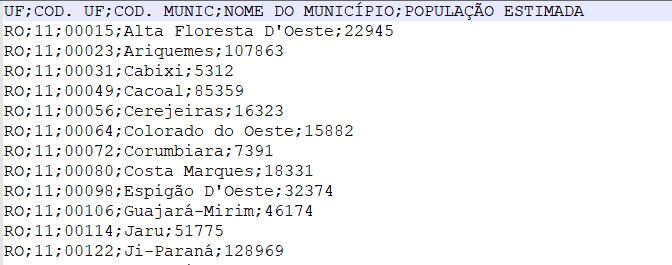 UF;COD. UF;COD. MUNIC;NOME DO MUNICÍPIO;POPULAÇÃO ESTIMADA
RO;11;00015;Alta Floresta D'Oeste;22945
RO;11;00023;Ariquemes;107863
RO;11;00031;Cabixi;5312
RO;11;00049;Cacoal;85359
RO;11;00056;Cerejeiras;16323
RO;11;00064;Colorado do Oeste;15882
RO;11;00072;Corumbiara;7391
RO;11;00080;Costa Marques;18331
RO;11;00098;Espigão D'Oeste;32374
RO;11;00106;Guajará-Mirim;46174
RO;11;00114;Jaru;51775
RO;11;00122;Ji-Paraná;128969